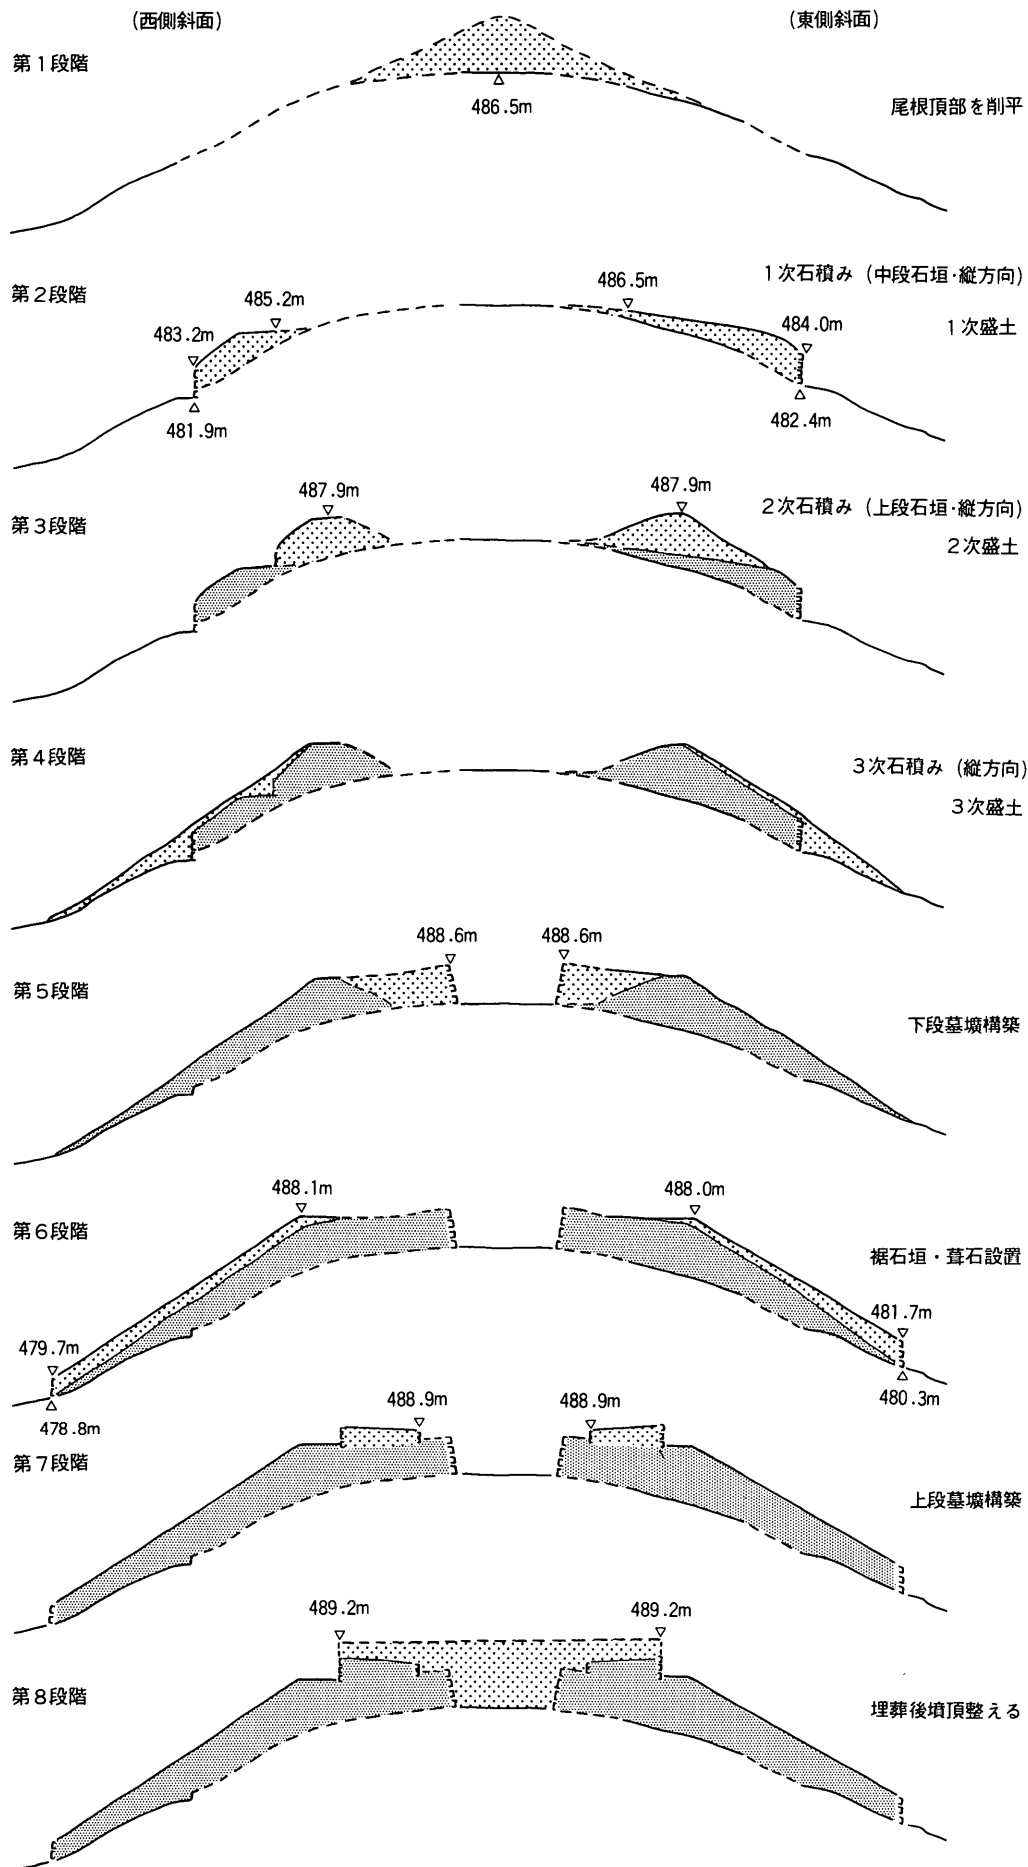 (西側斜面)
(東側斜面)
第1段階
486.5m
尾根頂部を削平
1次石積み (中段石垣・縦方向)
第2段階
485.2m
486.5m
483.2m
484.0m
1次盛土
481.9m
482.4m
487.9m
487.9m
2次石積み (上段石垣・縦方向)
第3段階
2次盛土
第4段階
3次石積み (縦方向)
3次盛土
488.6m
488.6m
第5段階
下段墓壙構築
488.1m
488.0m
第6段階
裾石垣・葺石設置
479.7m
481.7m
478.8m
480.3m
488.9m
488.9m
第7段階
上段墓壙構築
489.2m
489.2m
第8段階
埋葬後墳頂整える